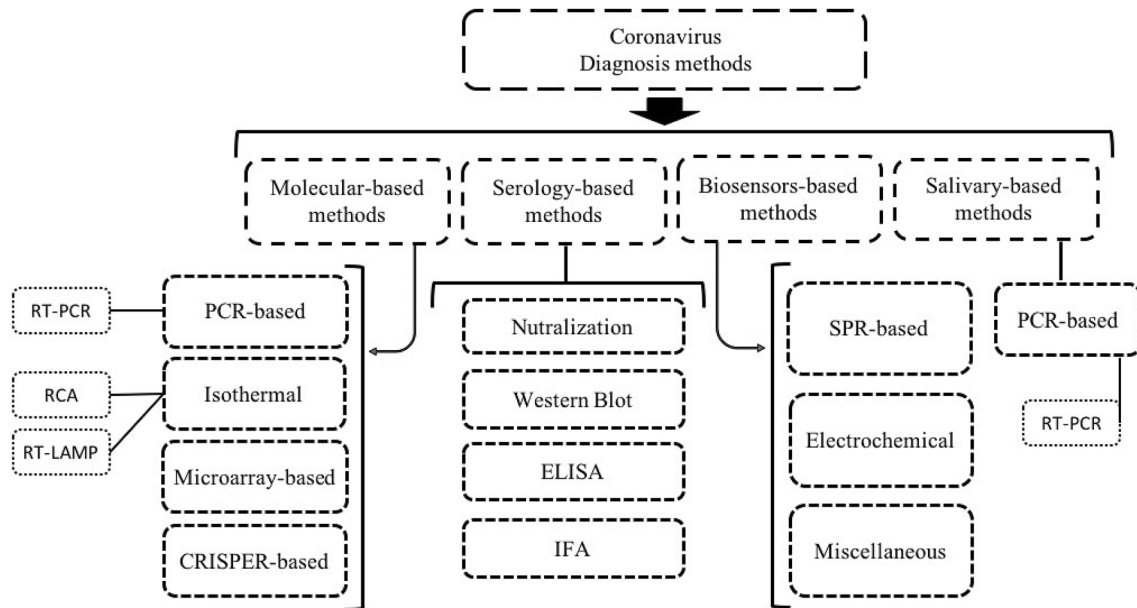 Coronavirus
Diagnosis methods
Molecular-based
methods
Serology-based
methods
Biosensors-based
methods
Salivary-based
methods
RT-PCR
PCR-based
RCA
Isothermal
RT-LAMP
Microarray-based
CRISPER-based
Nutralization
Western Blot
ELISA
IFA
SPR-based
Electrochemical
Miscellaneous
PCR-based
RT-PCR